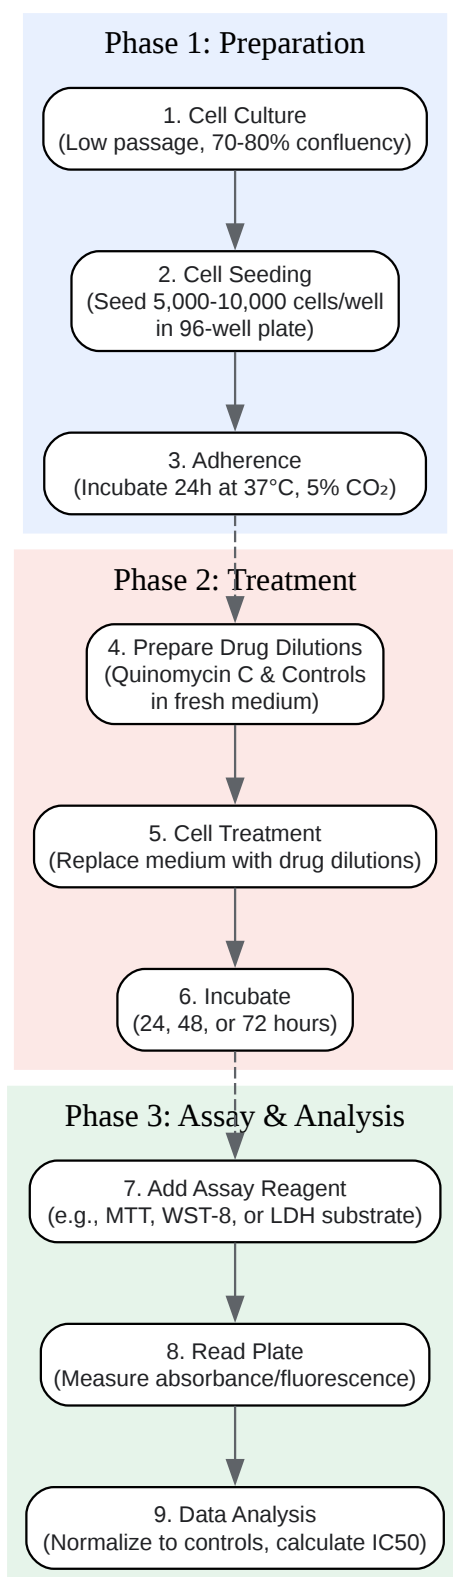 Phase 1: Preparation
1. Cell Culture
(Low passage, 70-80% confluency)
2. Cell Seeding
(Seed 5,000-10,000 cells/well
in 96-well plate)
3. Adherence
(Incubate 24h at 37°C, 5% CO₂)
Phase 2: Treatment
4. Prepare Drug Dilutions
(Quinomycin C & Controls
in fresh medium)
5. Cell Treatment
(Replace medium with drug dilutions)
6. Incubate
(24, 48, or 72 hours)
Phase 3: Assay & Analysis
7. Add Assay Reagent
(e.g., MTT, WST-8, or LDH substrate)
8. Read Plate
(Measure absorbance/fluorescence)
9. Data Analysis
(Normalize to controls, calculate IC50)